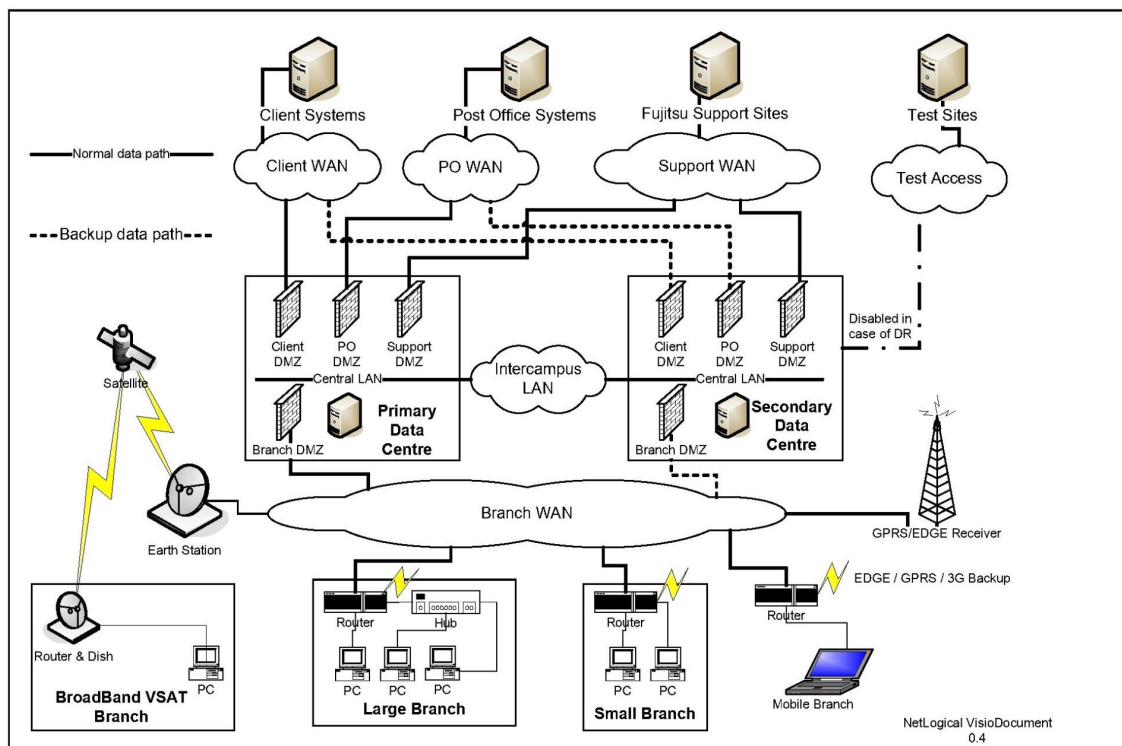 Client Systems
Post Office Systems
Fujitsu Support Sites
Test Sites
Normal data path
Client WAN
PO WAN
Support WAN
Test Access
Backup data path
Client
DMZ
PO
DMZ
Support
DMZ
Client
DMZ
PO
DMZ
Support
DMZ
Disabled in
case of DR
Satellite
Central LAN
Intercampus
LAN
Central LAN
Primary
Data
Centre
Secondary
Data
Centre
Branch DMZ
Branch DMZ
Earth Station
Branch WAN
GPRS/EDGE Receiver
EDGE / GPRS / 3G Backup
Router & Dish
PC
BroadBand VSAT
Branch
Router
Hub
PC
PC
PC
Large Branch
Router
PC
PC
Small Branch
Router
Mobile Branch
NetLogical VisioDocument
0.4